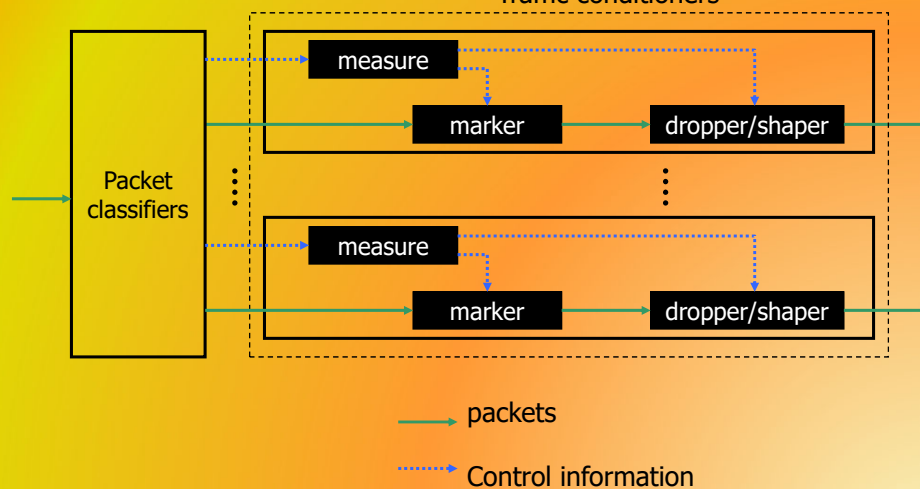 measure
marker
dropper/shaper
Packet
classifiers
measure
marker
dropper/shaper
packets
Control information